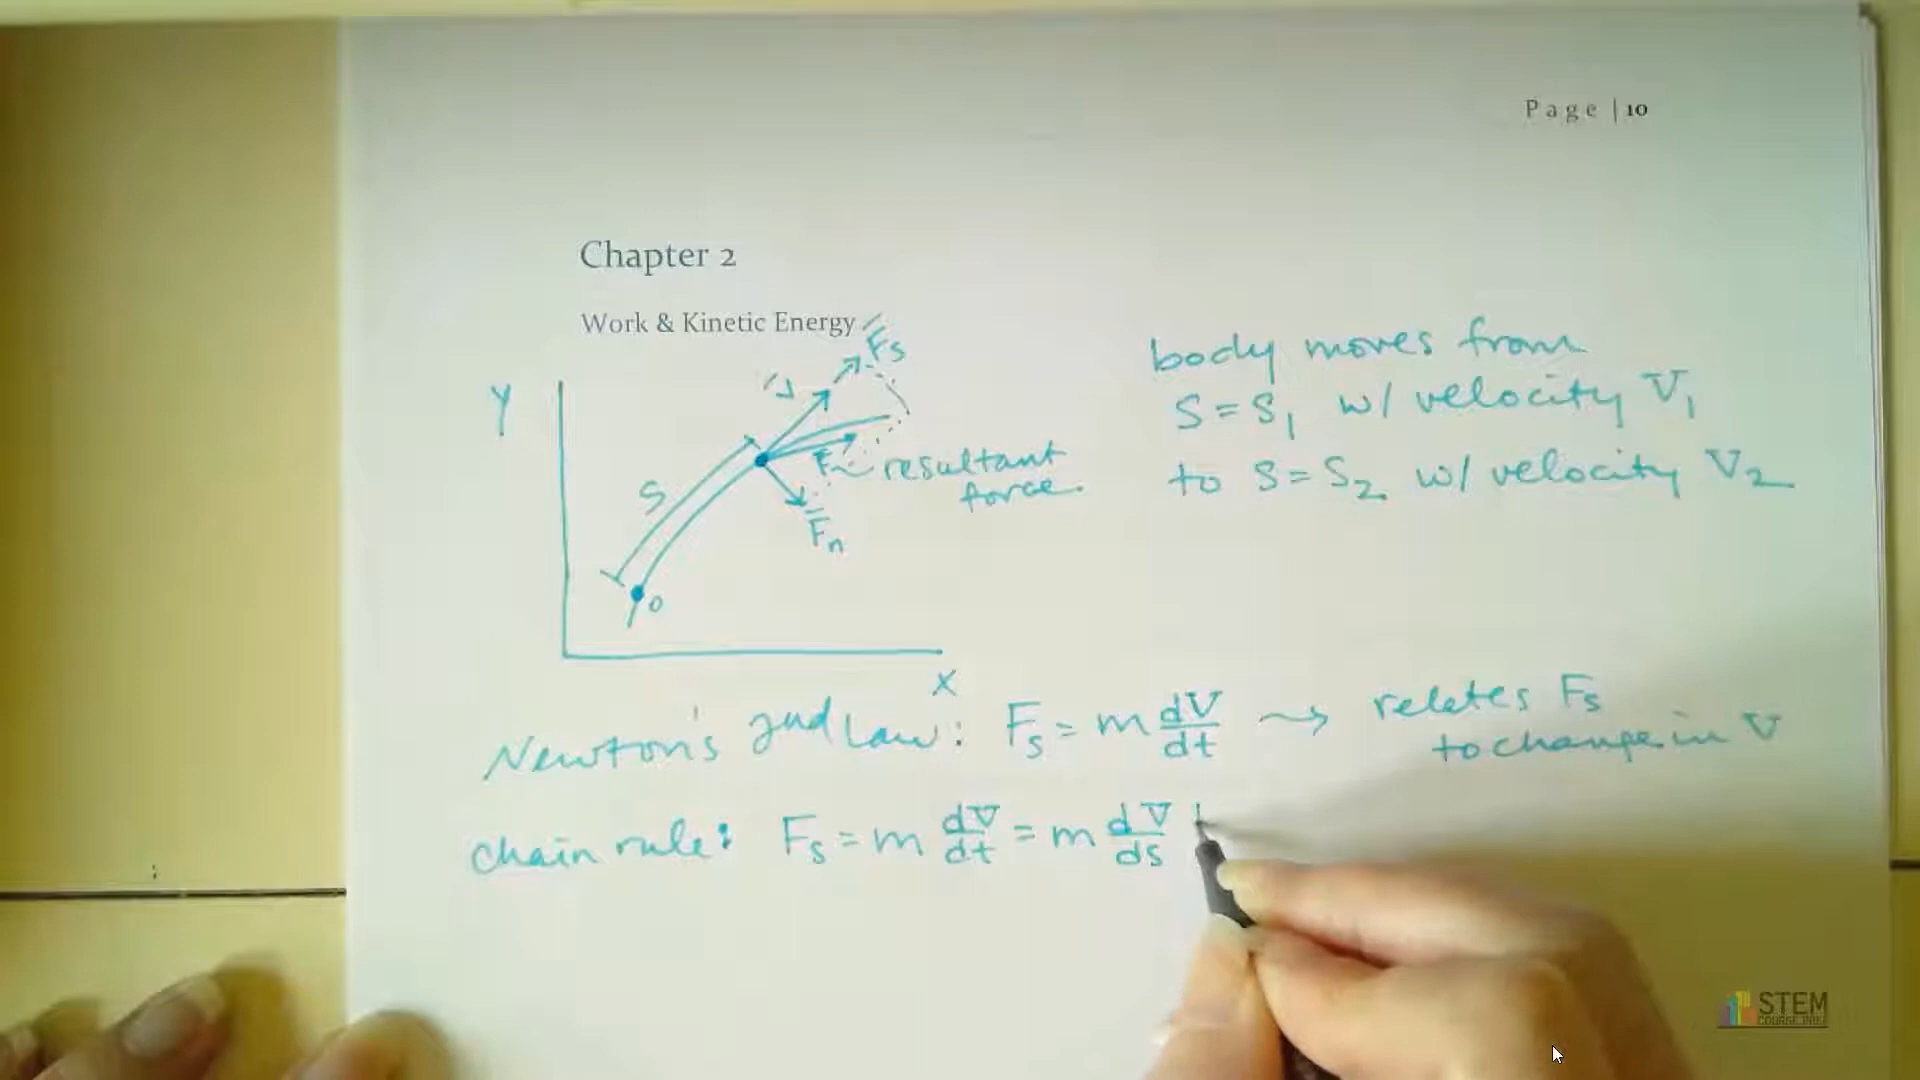 Page | 10
Chapter 2
Work & Kinetic Energy
Y
S
O
V
Fs
F ~ resultant
force
Fn
X
body moves from
S = S₁ w/ velocity V₁
to S = S₂ w/ velocity V₂
Newton's 2nd Law: Fs = m dV/dt → relates Fs
to change in V
chain rule: Fs = m dV/dt = m dV/ds
STEM